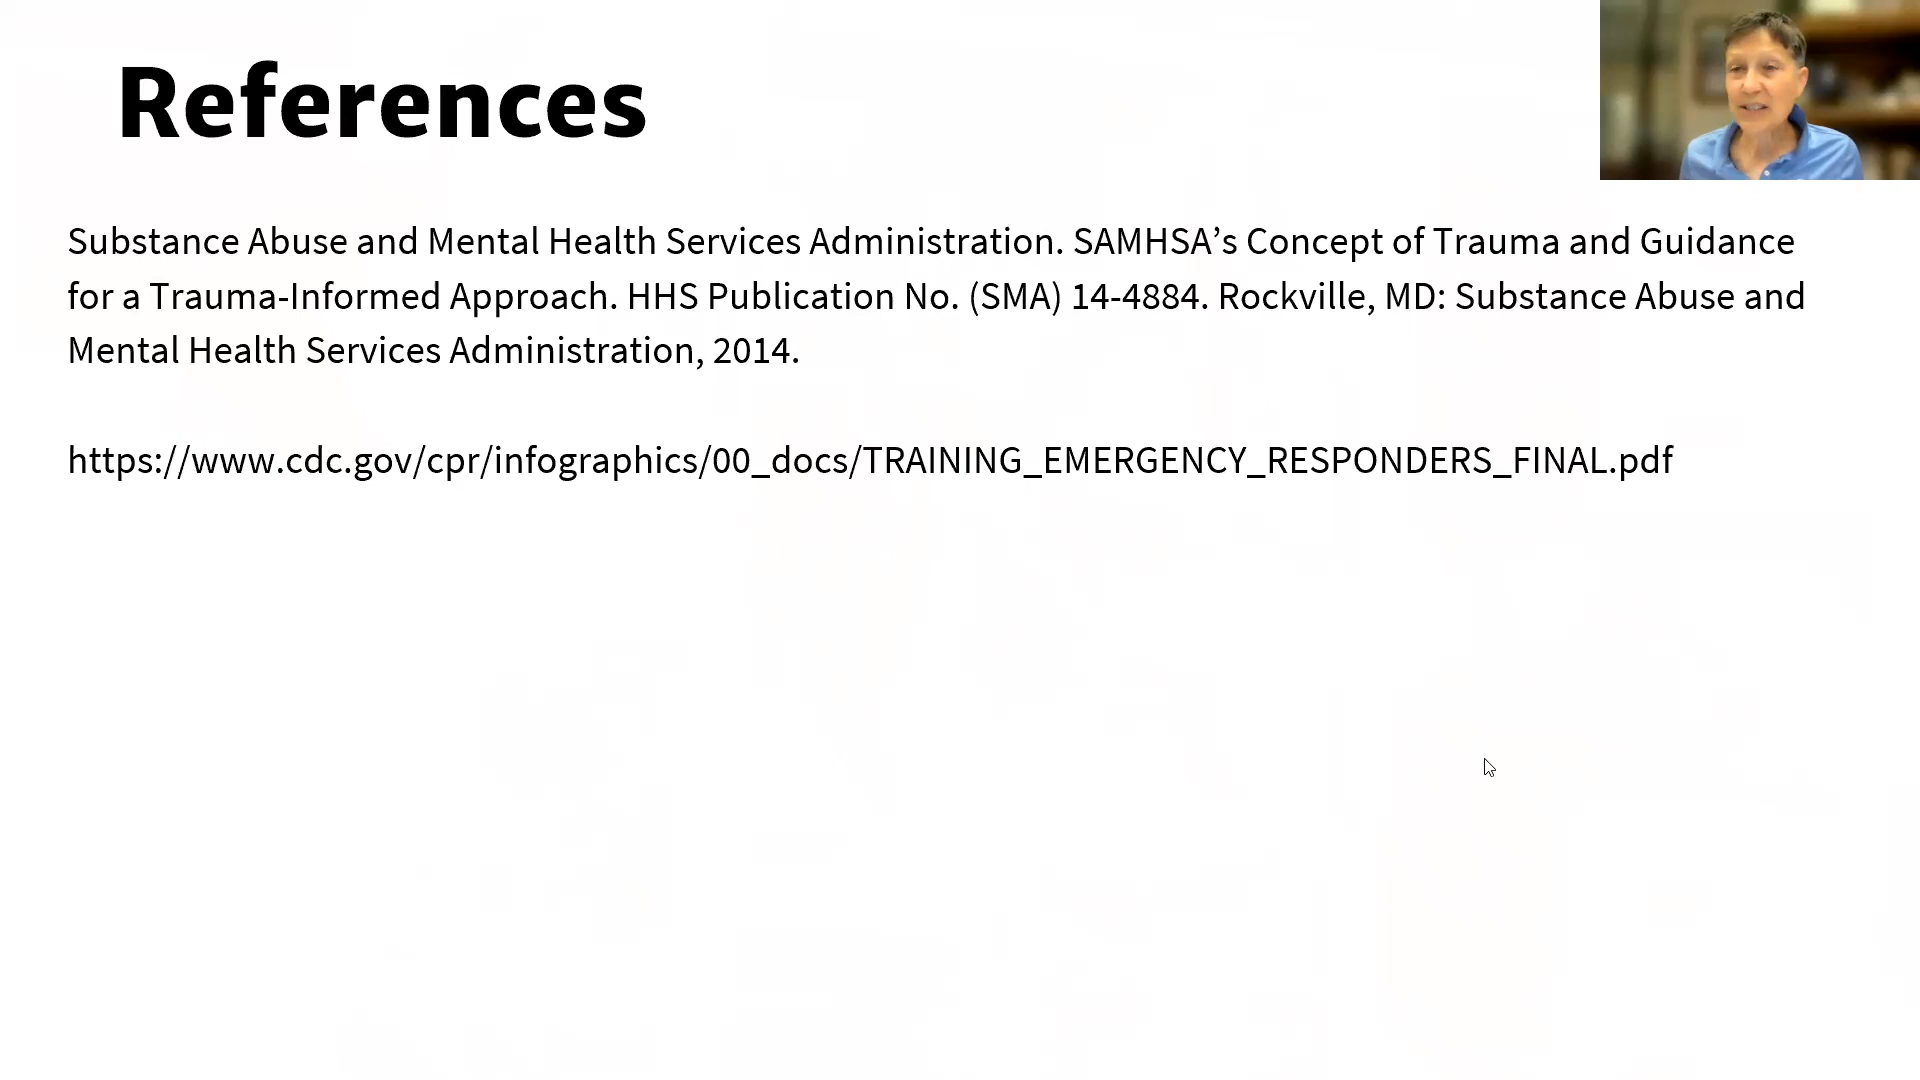 References
Substance Abuse and Mental Health Services Administration. SAMHSA’s Concept of Trauma and Guidance
for a Trauma-Informed Approach. HHS Publication No. (SMA) 14-4884. Rockville, MD: Substance Abuse and
Mental Health Services Administration, 2014.
https://www.cdc.gov/cpr/infographics/00_docs/TRAINING_EMERGENCY_RESPONDERS_FINAL.pdf